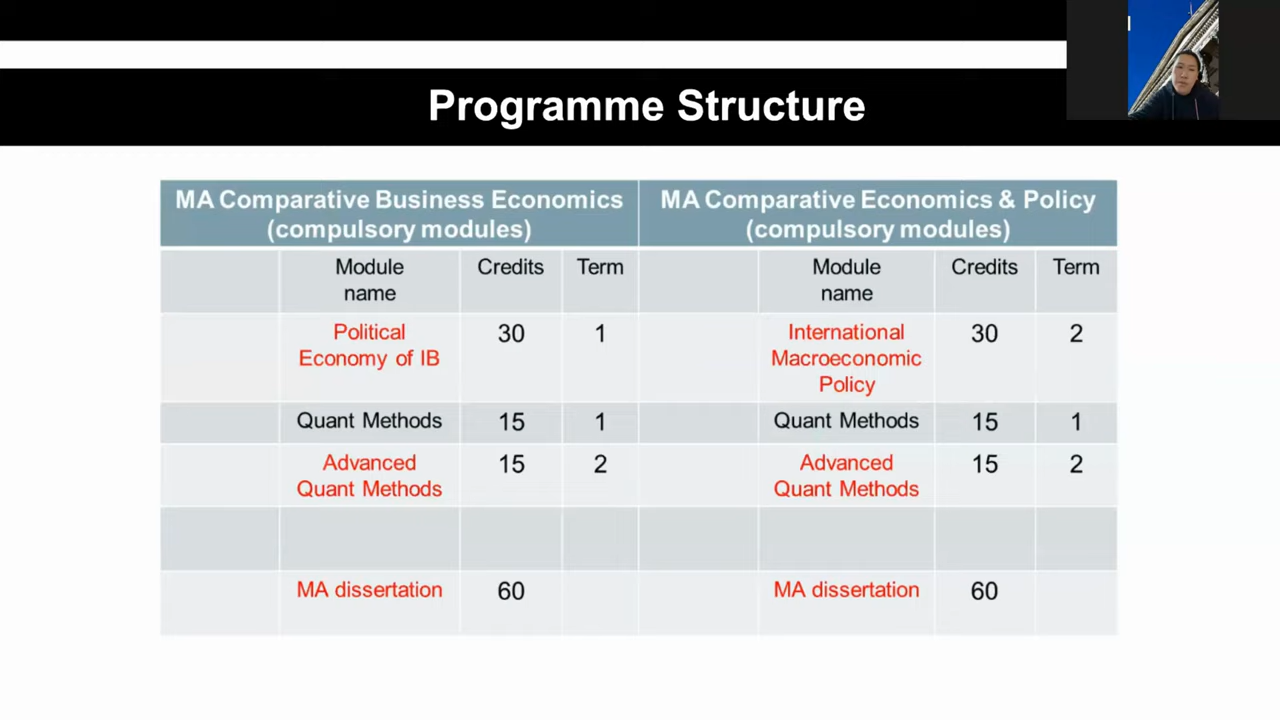 Programme Structure
MA Comparative Business Economics
(compulsory modules)
MA Comparative Economics & Policy
(compulsory modules)
Module
name
Credits
Term
Module
name
Credits
Term
Political
Economy of IB
30
1
International
Macroeconomic
Policy
30
2
Quant Methods
15
1
Quant Methods
15
1
Advanced
Quant Methods
15
2
Advanced
Quant Methods
15
2
MA dissertation
60
MA dissertation
60